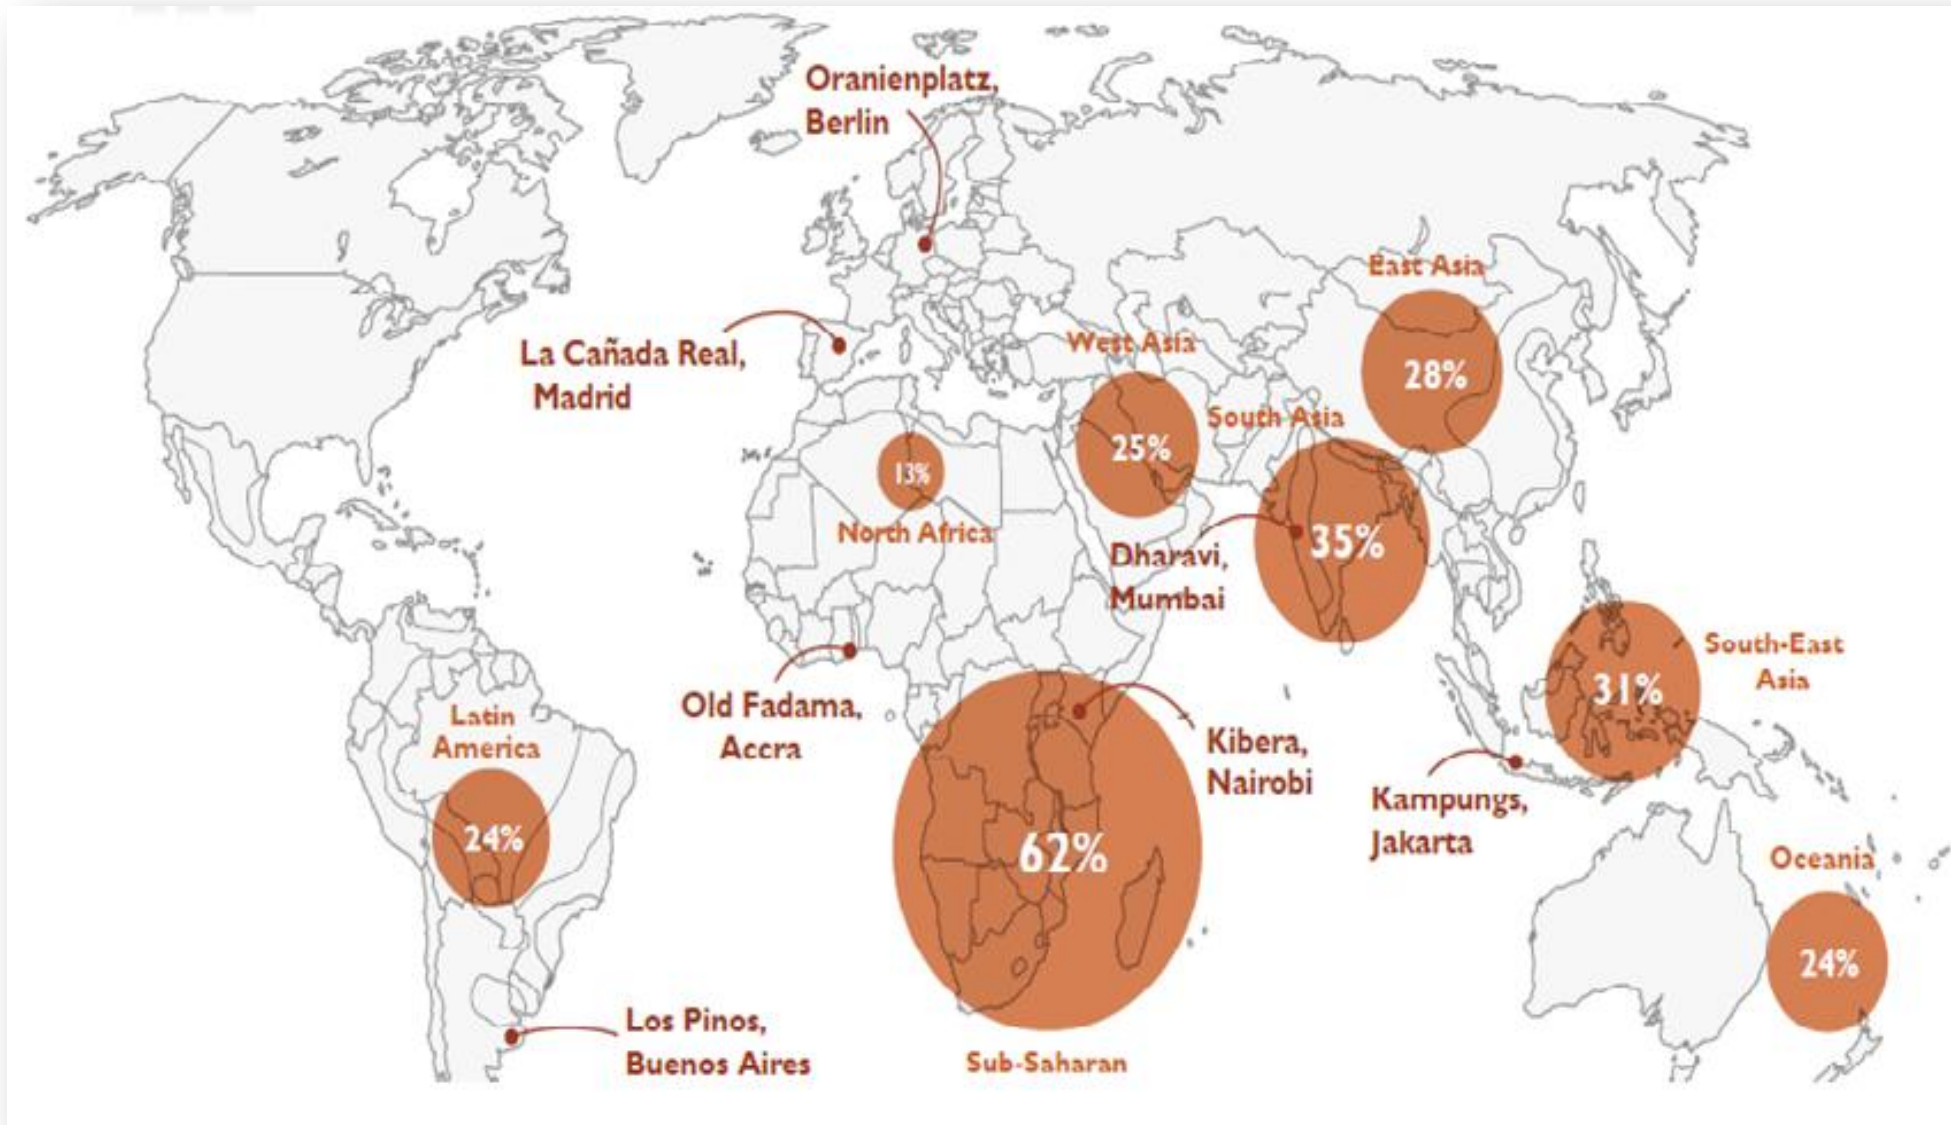 Oranienplatz,
Berlin
East Asia
28%
La Cañada Real,
Madrid
West Asia
25%
South Asia
35%
13%
North Africa
Dharavi,
Mumbai
South-East
Asia
31%
Old Fadama,
Accra
Latin
America
24%
Kibera,
Nairobi
Kampungs,
Jakarta
62%
Sub-Saharan
Oceania
24%
Los Pinos,
Buenos Aires